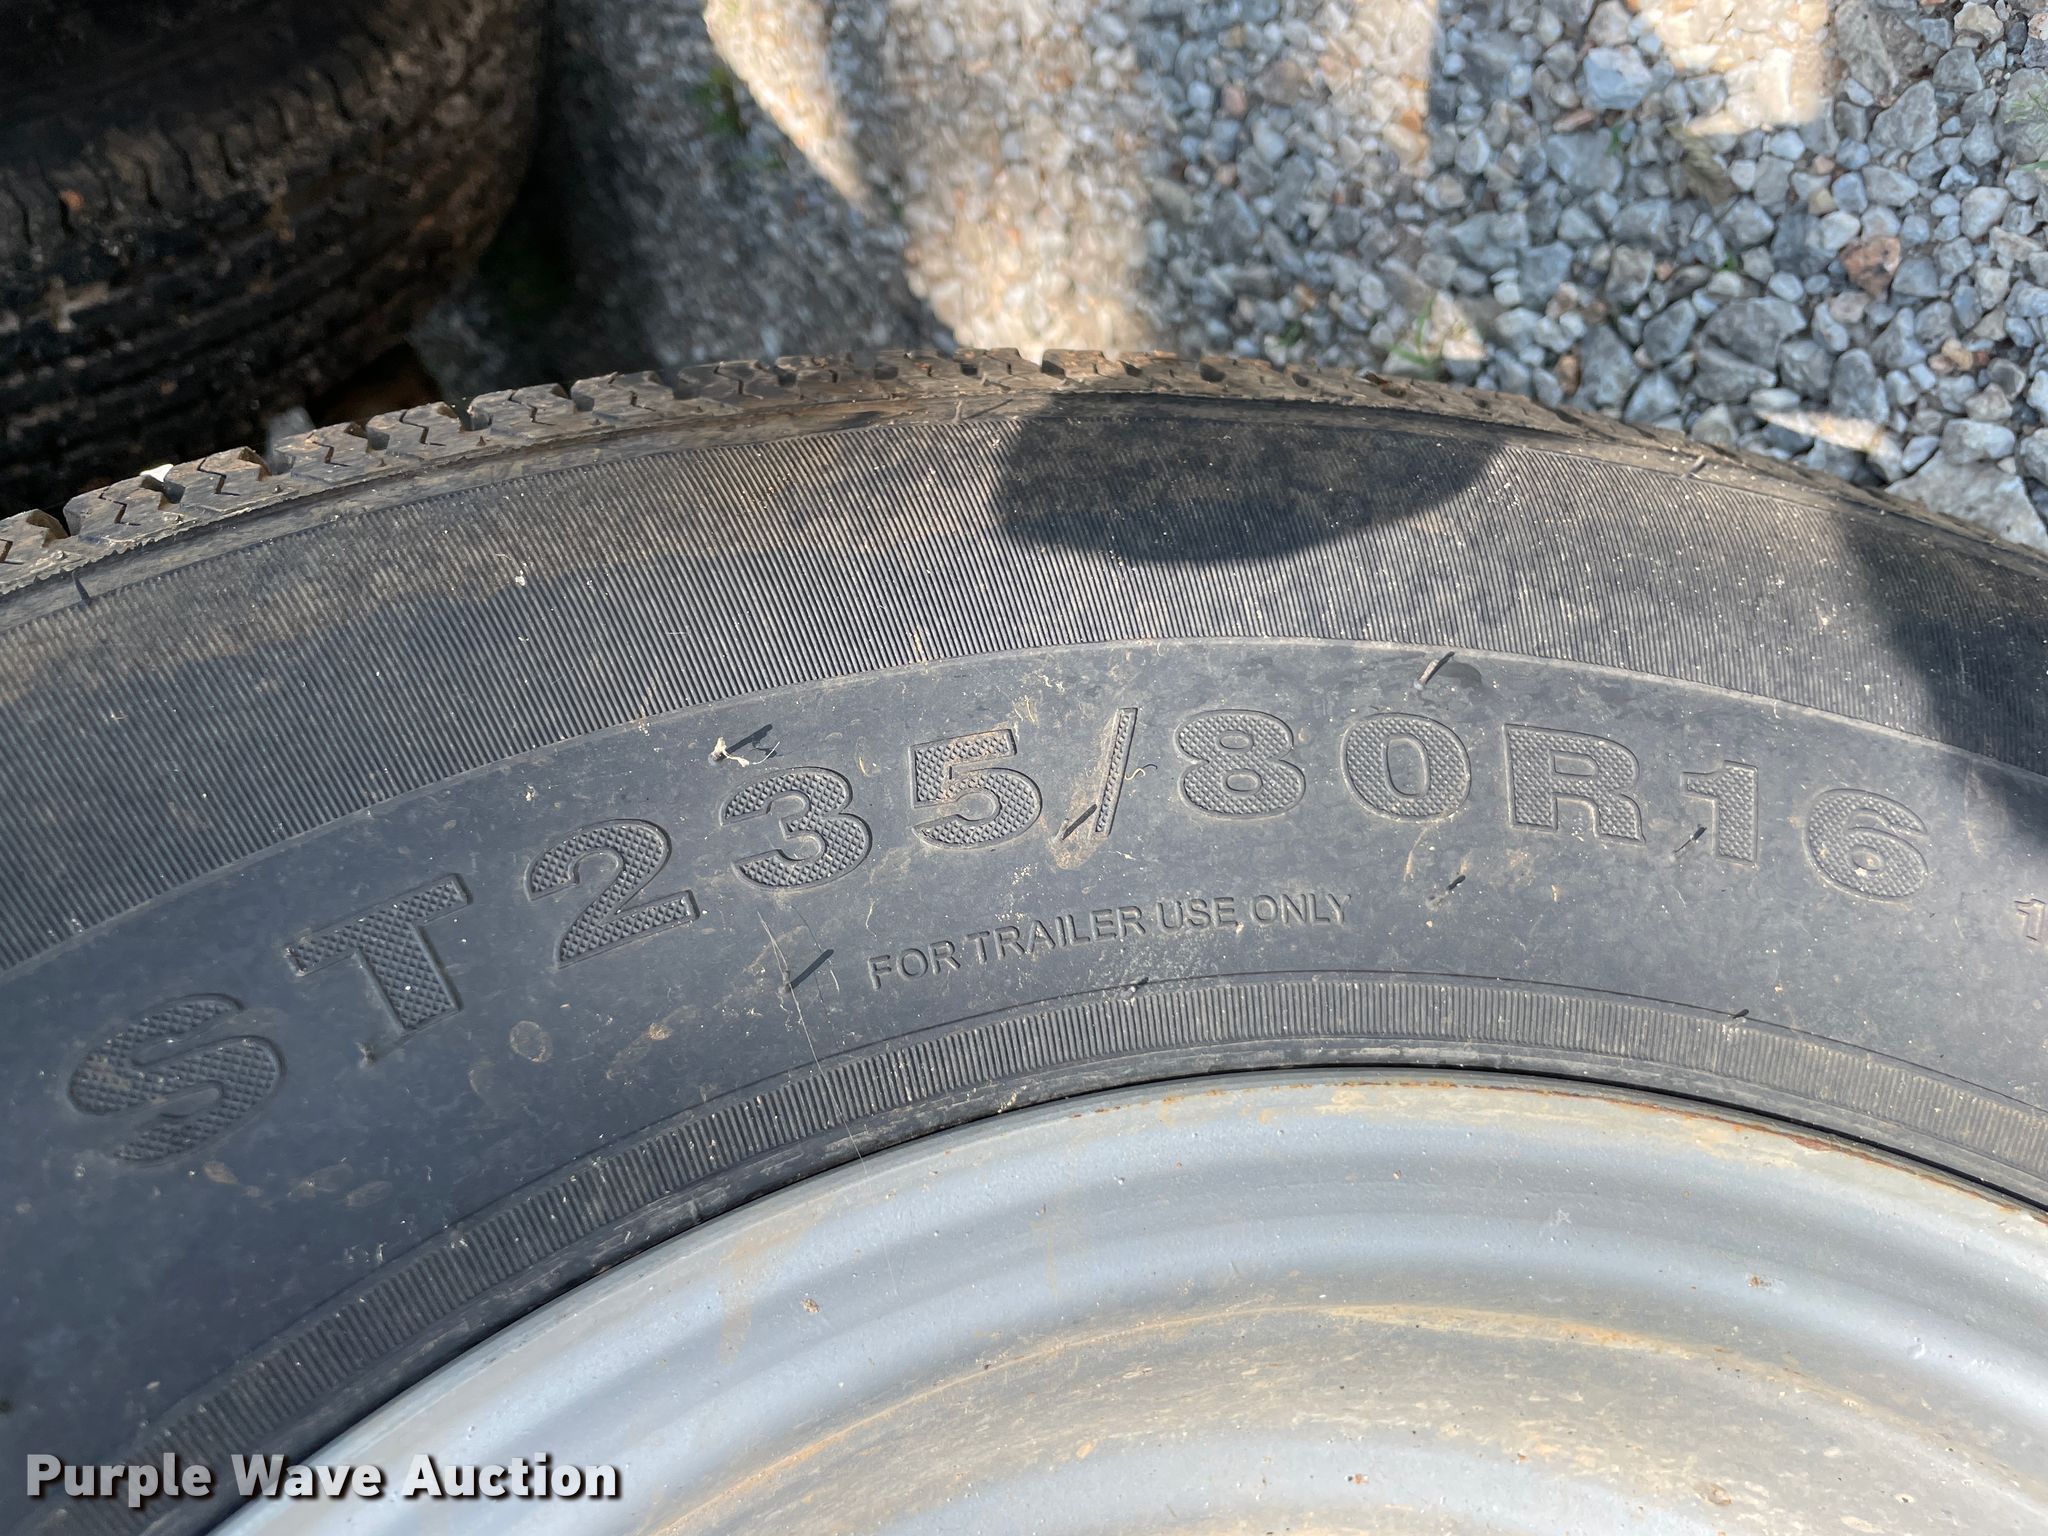 ST235/80R16
FOR TRAILER USE ONLY
Purple Wave Auction